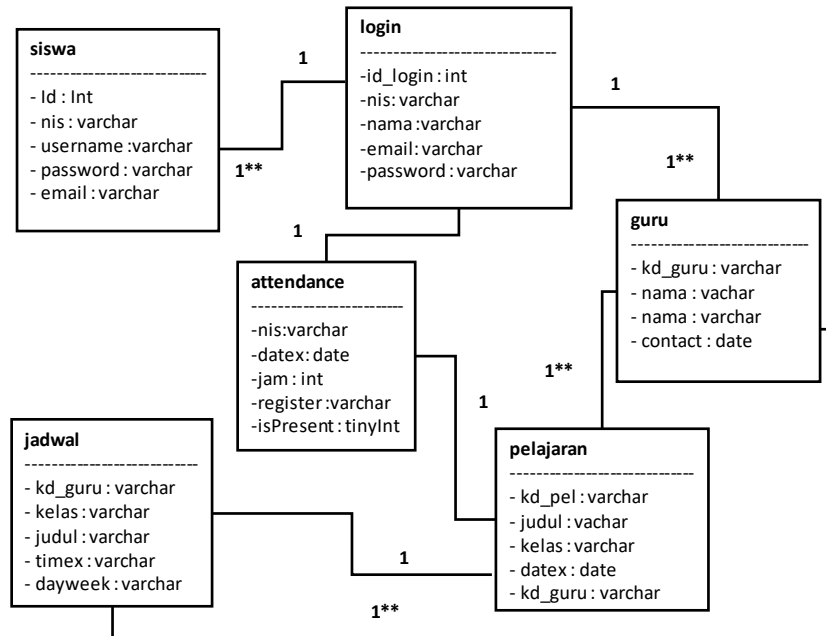 siswa
------------------------------
- Id : Int
- nis : varchar
- username :varchar
- password : varchar
- email : varchar
1
1**
login
---------------------------------
-id_login : int
-nis: varchar
-nama :varchar
-email: varchar
-password : varchar
1
1**
guru
------------------------------
- kd_guru : varchar
- nama : vachar
- nama : varchar
- contact : date
1
attendance
--------------------------
-nis:varchar
-datex: date
-jam : int
-register :varchar
-isPresent : tinyInt
1**
1
jadwal
-----------------------------
- kd_guru : varchar
- kelas : varchar
- judul : varchar
- timex : varchar
- dayweek : varchar
pelajaran
-------------------------------
- kd_pel : varchar
- judul : vachar
- kelas : varchar
- datex : date
- kd_guru : varchar
1
1**